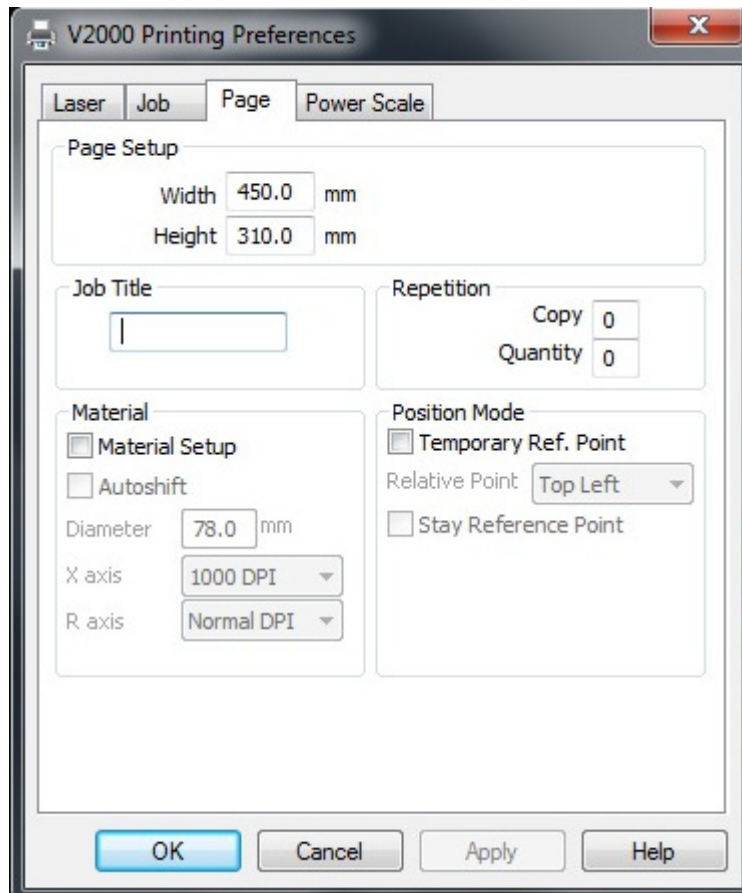 V2000 Printing Preferences
x
Laser Job Page Power Scale
Page Setup
Width 450.0 mm
Height 310.0 mm
Job Title
Repetition
Copy 0
Quantity 0
Material
Material Setup
Autoshift
Diameter 78.0 mm
X axis 1000 DPI
R axis Normal DPI
Position Mode
Temporary Ref. Point
Relative Point Top Left
Stay Reference Point
OK Cancel Apply Help